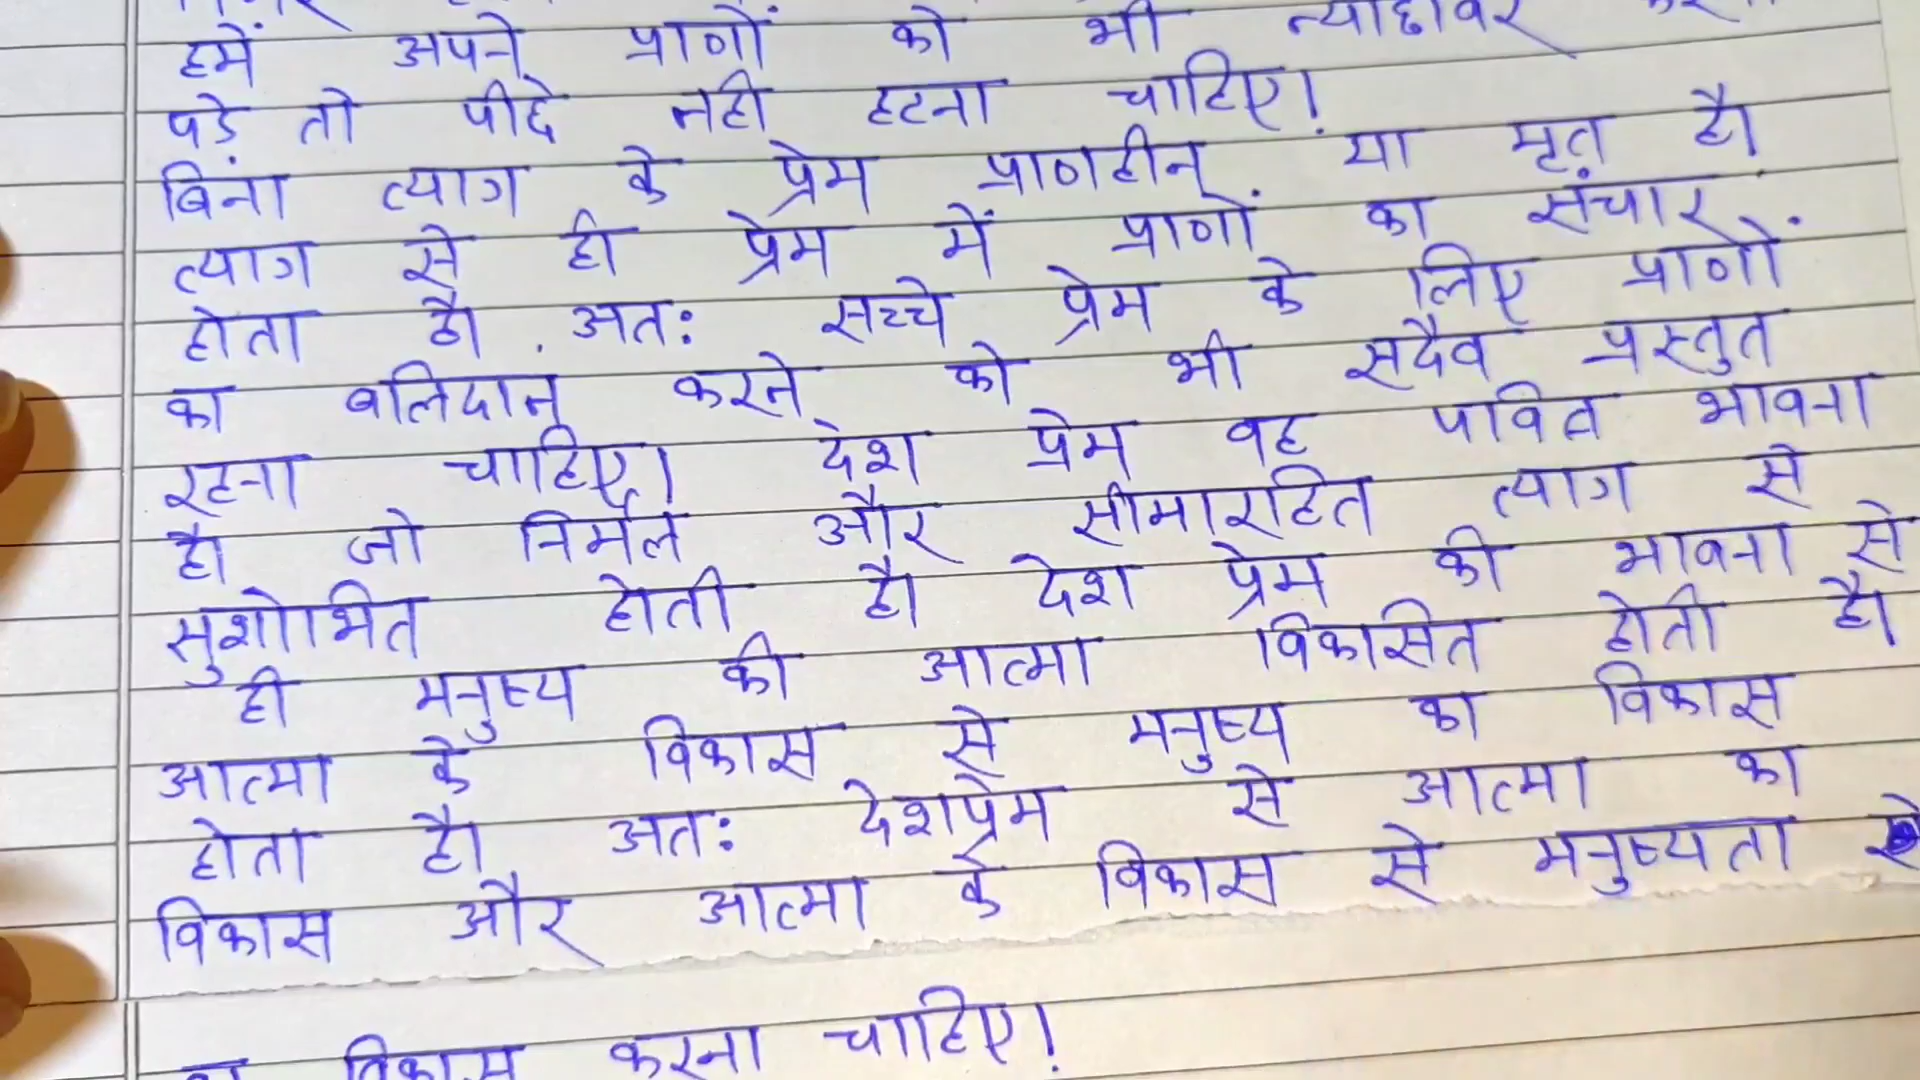 हमें अपने प्राणों को भी न्योछावर
पड़े तो पीछे नही हटना चाहिए।
बिना त्याग के प्रेम प्राणहीन या मृत है।
त्याग से ही प्रेम में प्राणों का संचार
होता है। अतः सच्चे प्रेम के लिए प्राणों
का बलिदान करने को भी सदैव प्रस्तुत
रहना चाहिए। देश प्रेम वह पवित्र भावना
है। जो निर्मल और सीमारहित त्याग से
सुशोभित होती है। देश प्रेम की भावना से
ही मनुष्य की आत्मा विकसित होती है।
आत्मा के विकास से मनुष्य का विकास
होता है। अतः देशप्रेम से आत्मा का
विकास और आत्मा के विकास से मनुष्यता
विकास करना चाहिए।